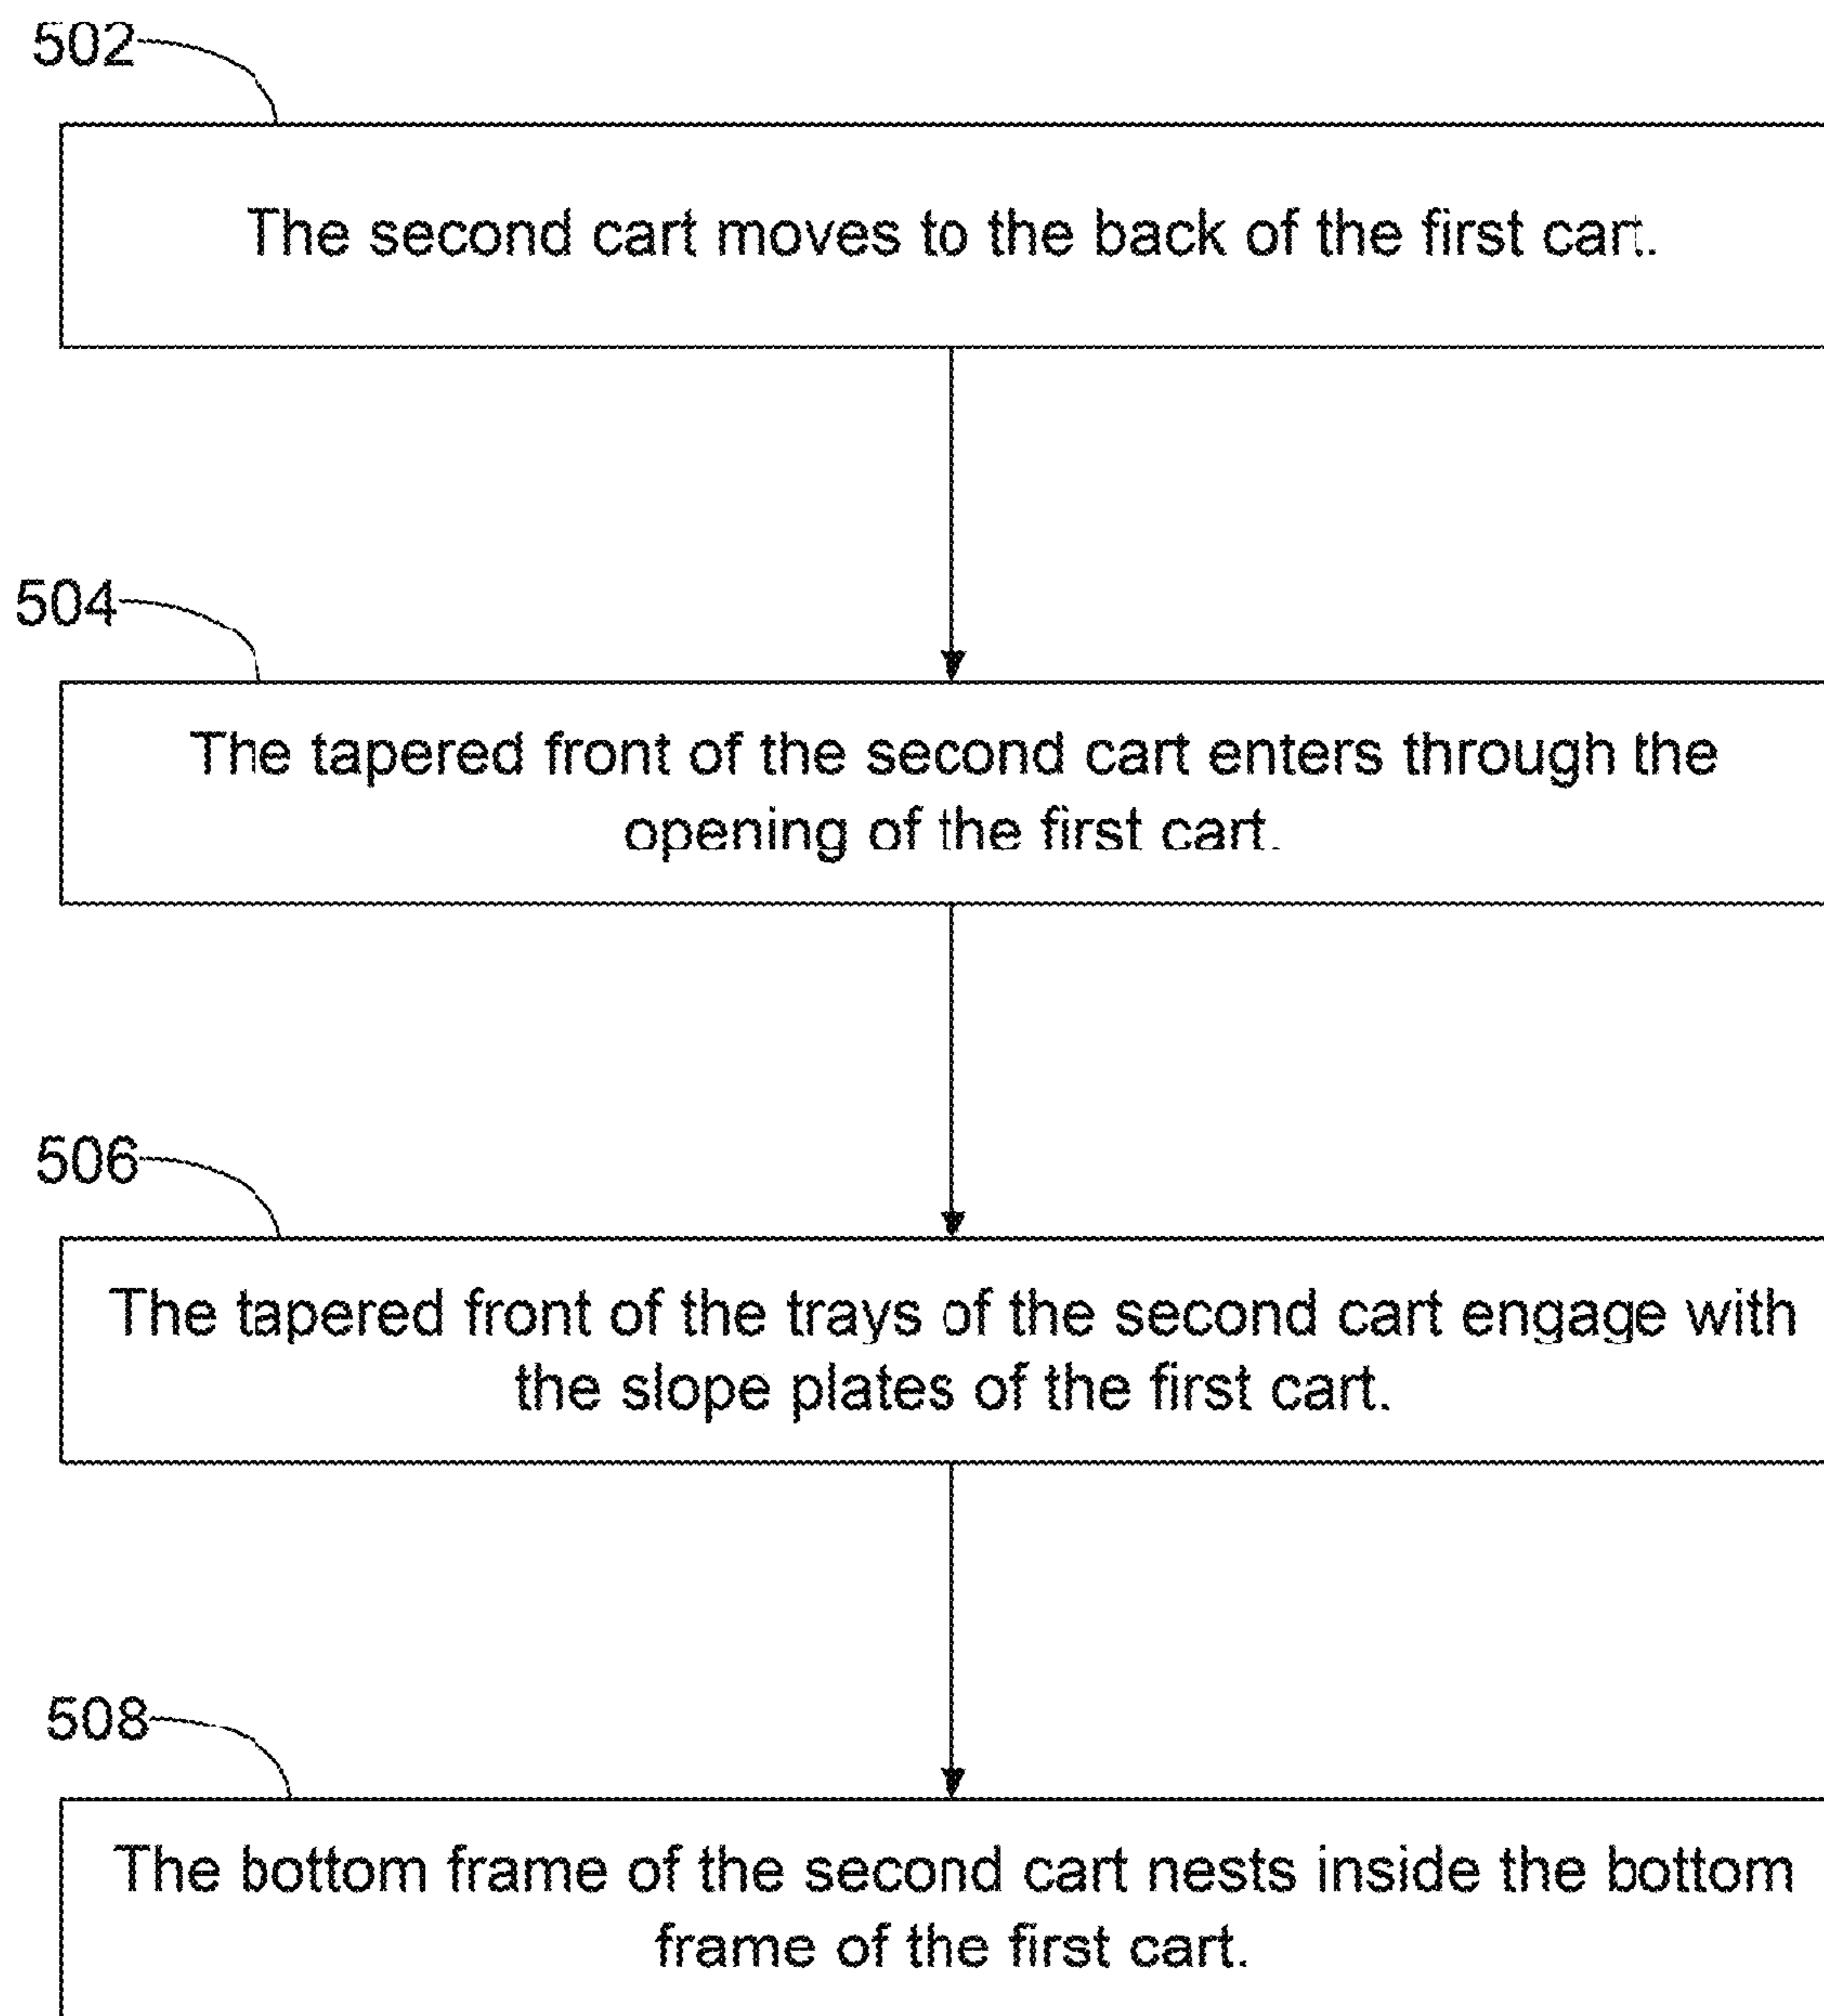 502
The second cart moves to the back of the first cart.
504
The tapered front of the second cart enters through the
opening of the first cart.
506
The tapered front of the trays of the second cart engage with
the slope plates of the first cart.
508
The bottom frame of the second cart nests inside the bottom
frame of the first cart.